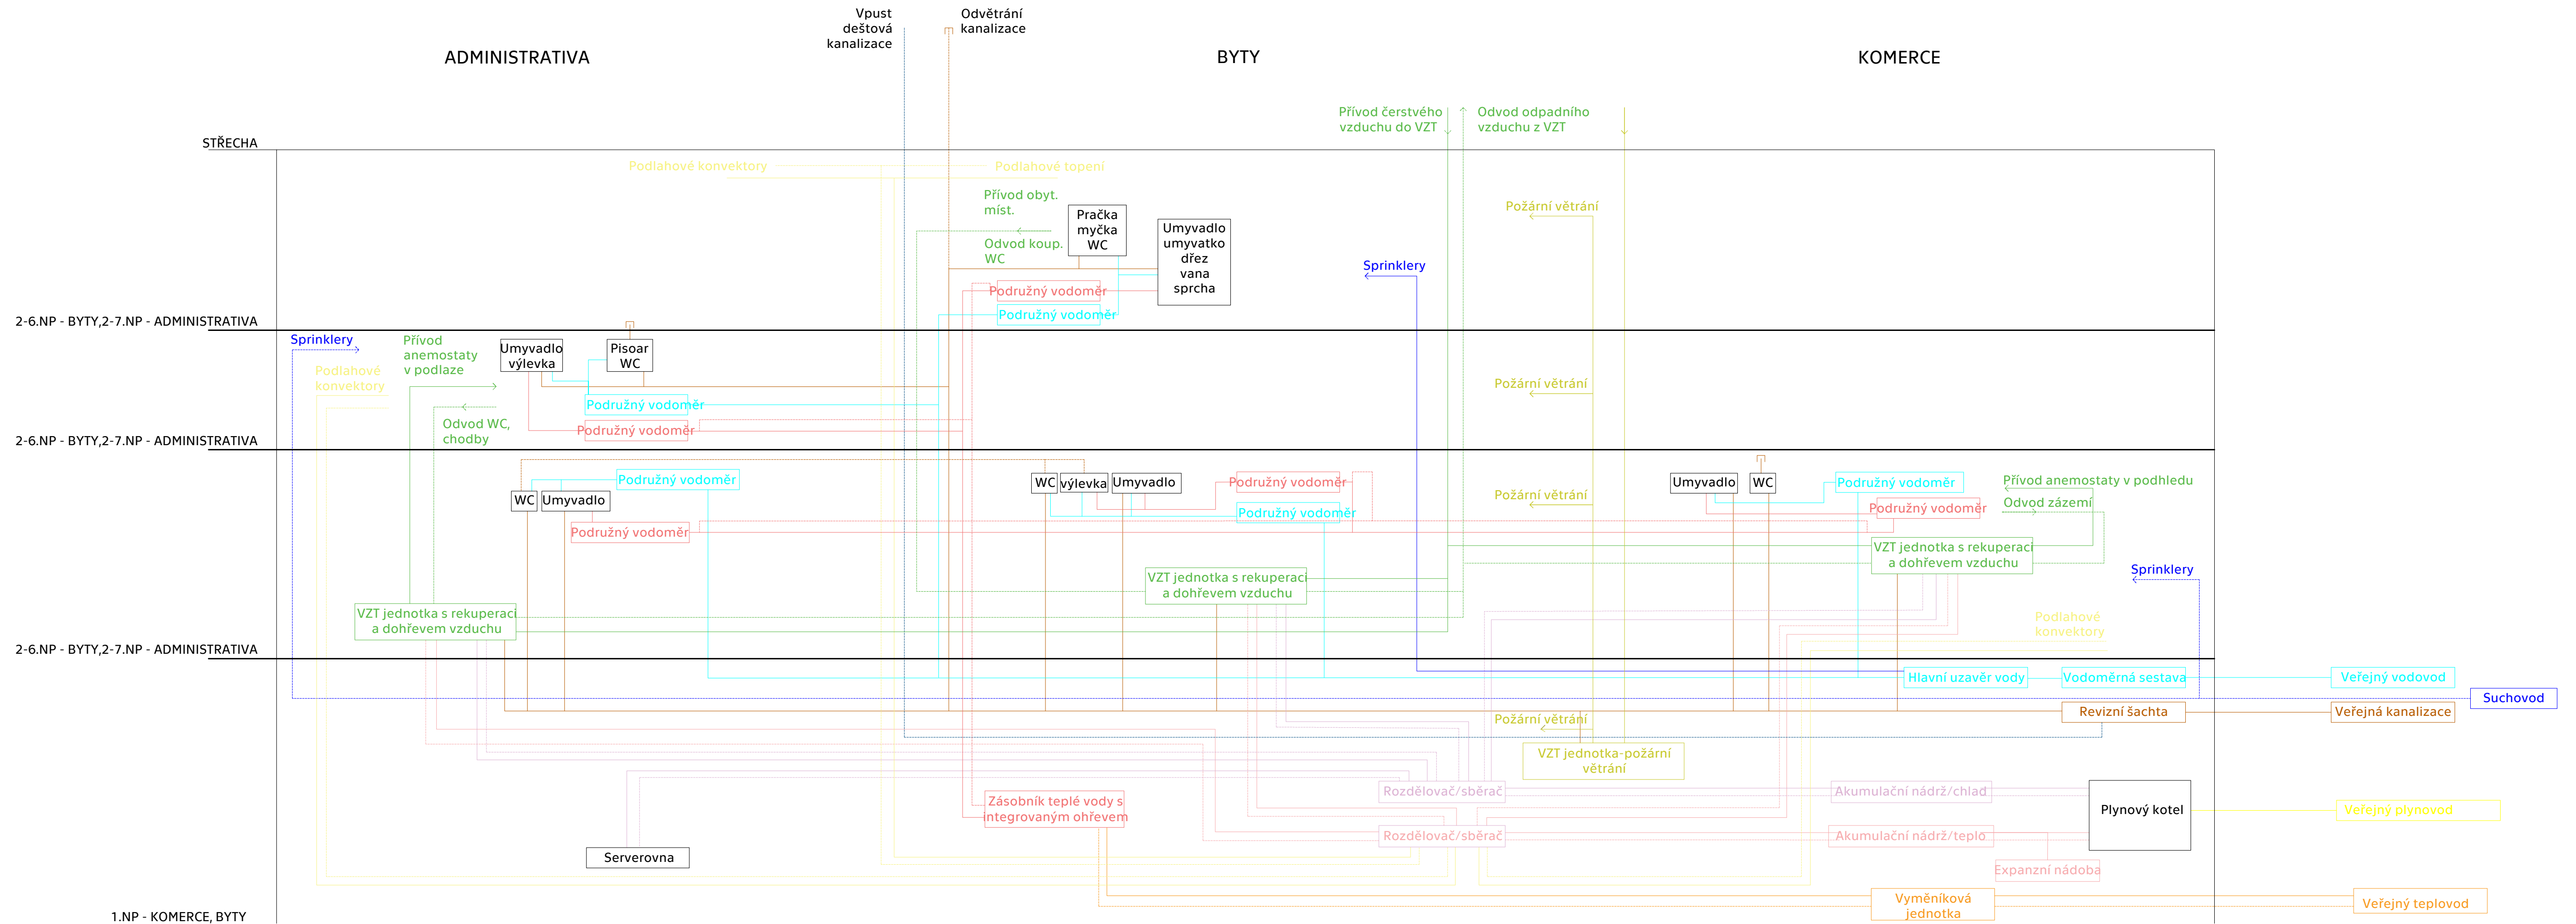 Vpust
deštová
kanalizace
Odvětrání
kanalizace
ADMINISTRATIVA
BYTY
KOMERCE
Přívod čerstvého
vzduchu do VZT
Odvod odpadního
vzduchu z VZT
STŘECHA
Podlahové konvektory
Podlahové topení
Přívod obyt.
míst.
Odvod koup.
WC
Pračka
myčka
WC
Umyvadlo
umyvatko
dřez
vana
sprcha
Požární větrání
Sprinklery
Podružný vodoměr
Podružný vodoměr
2-6.NP - BYTY,2-7.NP - ADMINISTRATIVA
Sprinklery
Přívod
anemostaty
v podlaze
Umyvadlo
výlevka
Pisoar
WC
Podlahové
konvektory
Požární větrání
Podružný vodoměr
Odvod WC,
chodby
Podružný vodoměr
2-6.NP - BYTY,2-7.NP - ADMINISTRATIVA
WC
Umyvadlo
Podružný vodoměr
Podružný vodoměr
WC
výlevka
Umyvadlo
Podružný vodoměr
Podružný vodoměr
Požární větrání
Umyvadlo
WC
Podružný vodoměr
Podružný vodoměr
Přívod anemostaty v podhledu
Odvod zázemí
VZT jednotka s rekuperaci
a dohřevem vzduchu
VZT jednotka s rekuperaci
a dohřevem vzduchu
VZT jednotka s rekuperaci
a dohřevem vzduchu
Sprinklery
Podlahové
konvektory
2-6.NP - BYTY,2-7.NP - ADMINISTRATIVA
Hlavní uzavěr vody
Vodoměrná sestava
Veřejný vodovod
Suchovod
Revizní šachta
Veřejná kanalizace
Požární větrání
VZT jednotka-požární
větrání
Rozdělovač/sběrač
Akumulační nádrž/chlad
Zásobník teplé vody s
integrovaným ohřevem
Plynový kotel
Veřejný plynovod
Rozdělovač/sběrač
Akumulační nádrž/teplo
Serverovna
Expanzní nádoba
Vyměníková
jednotka
Veřejný teplovod
1.NP - KOMERCE, BYTY